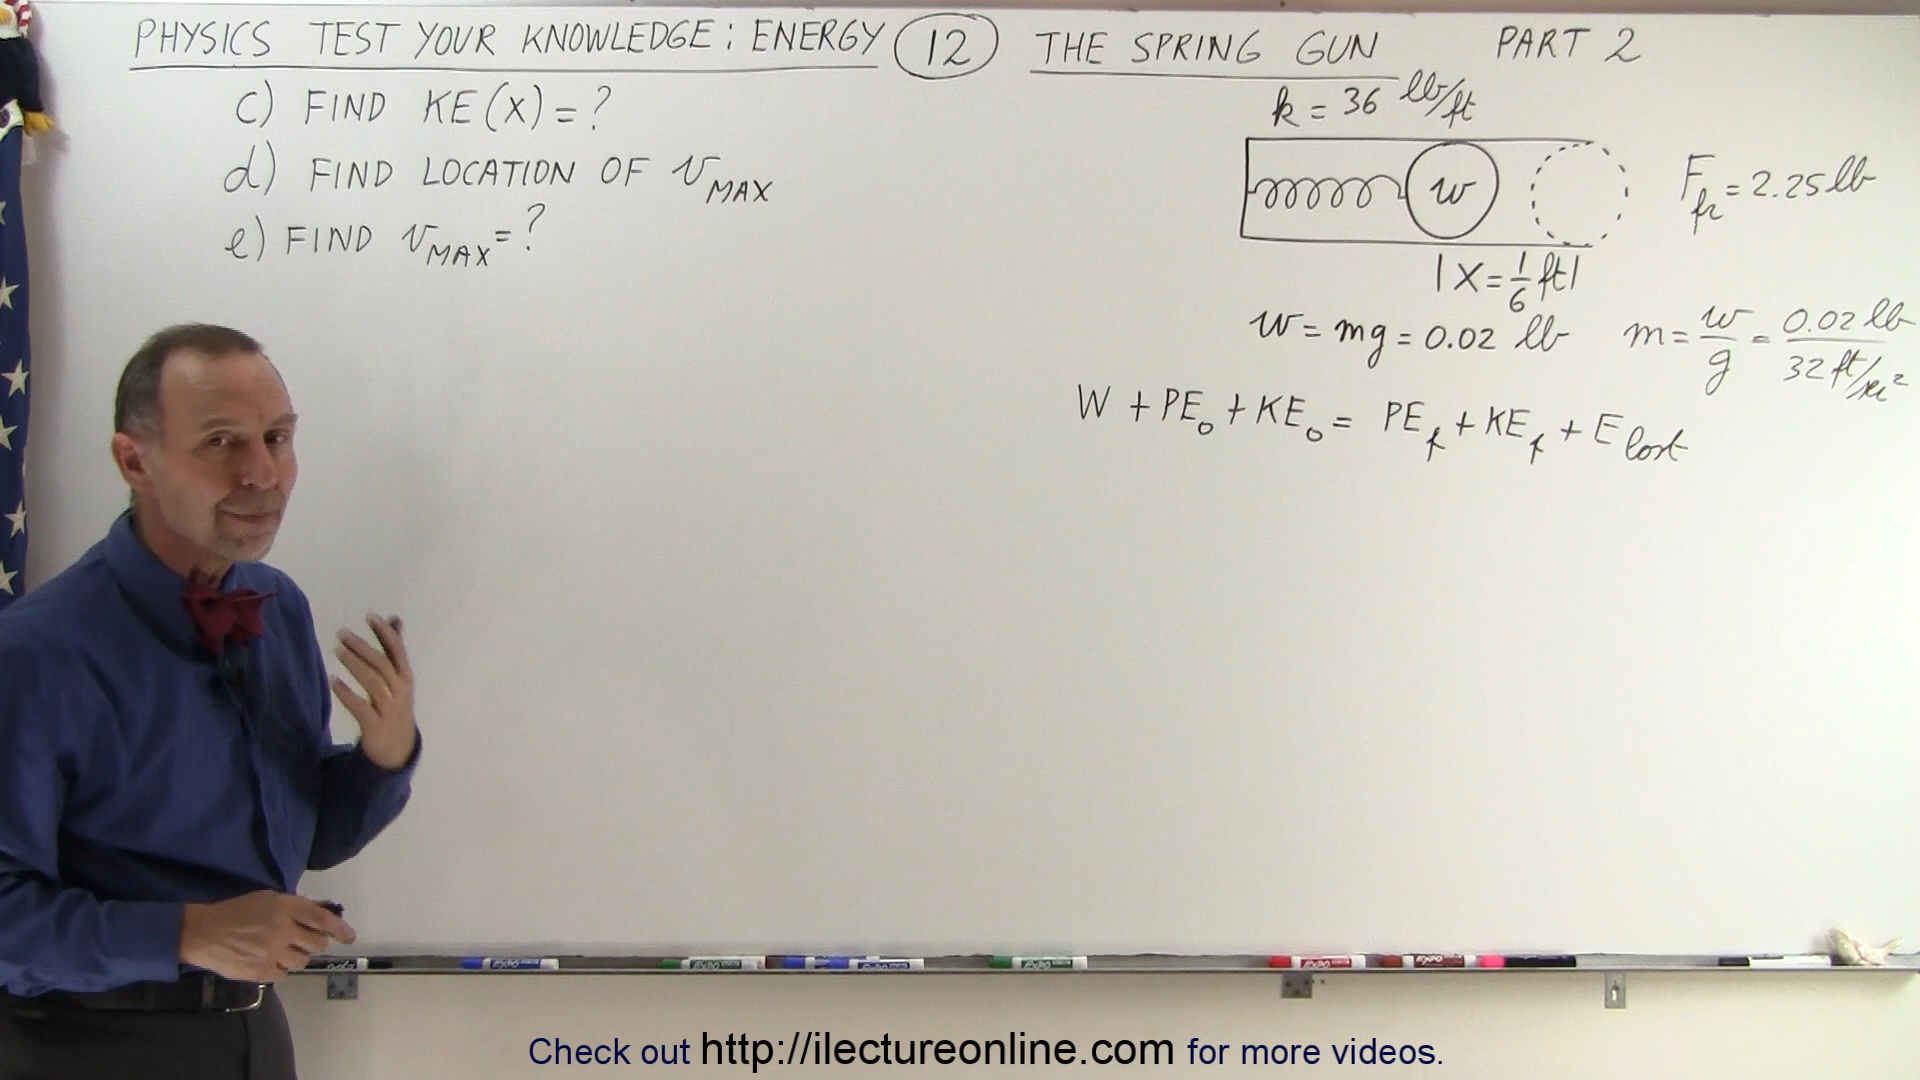 PHYSICS TEST YOUR KNOWLEDGE: ENERGY 12 THE SPRING GUN PART 2
c) FIND KE(x) = ?
d) FIND LOCATION OF v_MAX
e) FIND v_MAX = ?
k = 36 lb/ft
w
F_fr = 2.25 lb
|x = 1/6 ft|
w = mg = 0.02 lb m = w/g = 0.02 lb / 32 ft/sec²
W + PE₀ + KE₀ = PE_f + KE_f + E_lost
Check out http://ilectureonline.com for more videos.